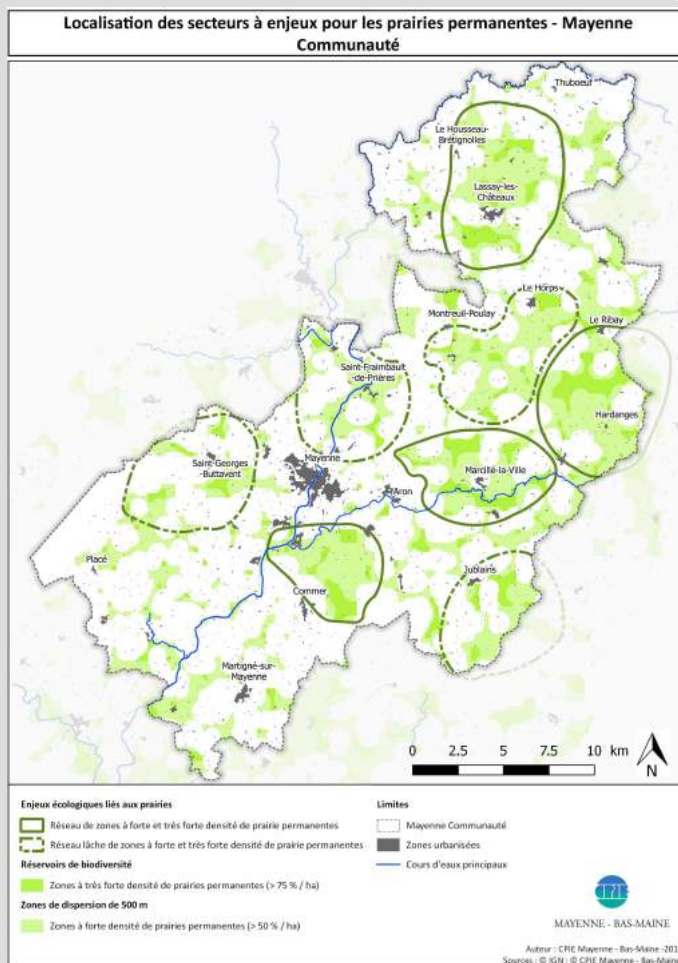 Localisation des secteurs à enjeux pour les prairies permanentes - Mayenne
Communauté
Thuboeuf
Le Housseau-
Brétignolles
Lassay-les-
Châteaux
Le Horps
Montreuil-Poulay
Le Ribay
Saint-Fraimbault
-de-Prières
Hardanges
Saint-Georges
-Buttavent
Mayenne
Marcillé-la-Ville
Aron
Placé
Jublains
Commer
Martigné-sur-
Mayenne
0 2.5 5 7.5 10 km
N
Enjeux écologiques liés aux prairies
Réseau de zones à forte et très forte densité de prairie permanentes
Réseau lâche de zones à forte et très forte densité de prairie permanentes
Réservoirs de biodiversité
Zones à très forte densité de prairies permanentes (> 75 % / ha)
Zones de dispersion de 500 m
Zones à forte densité de prairies permanentes (> 50 % / ha)
Limites
Mayenne Communauté
Zones urbanisées
Cours d'eaux principaux
CPIE
MAYENNE - BAS-MAINE
Auteur : CPIE Mayenne - Bas-Maine -201
Sources : © IGN : © CPIE Mayenne - Bas-Maine